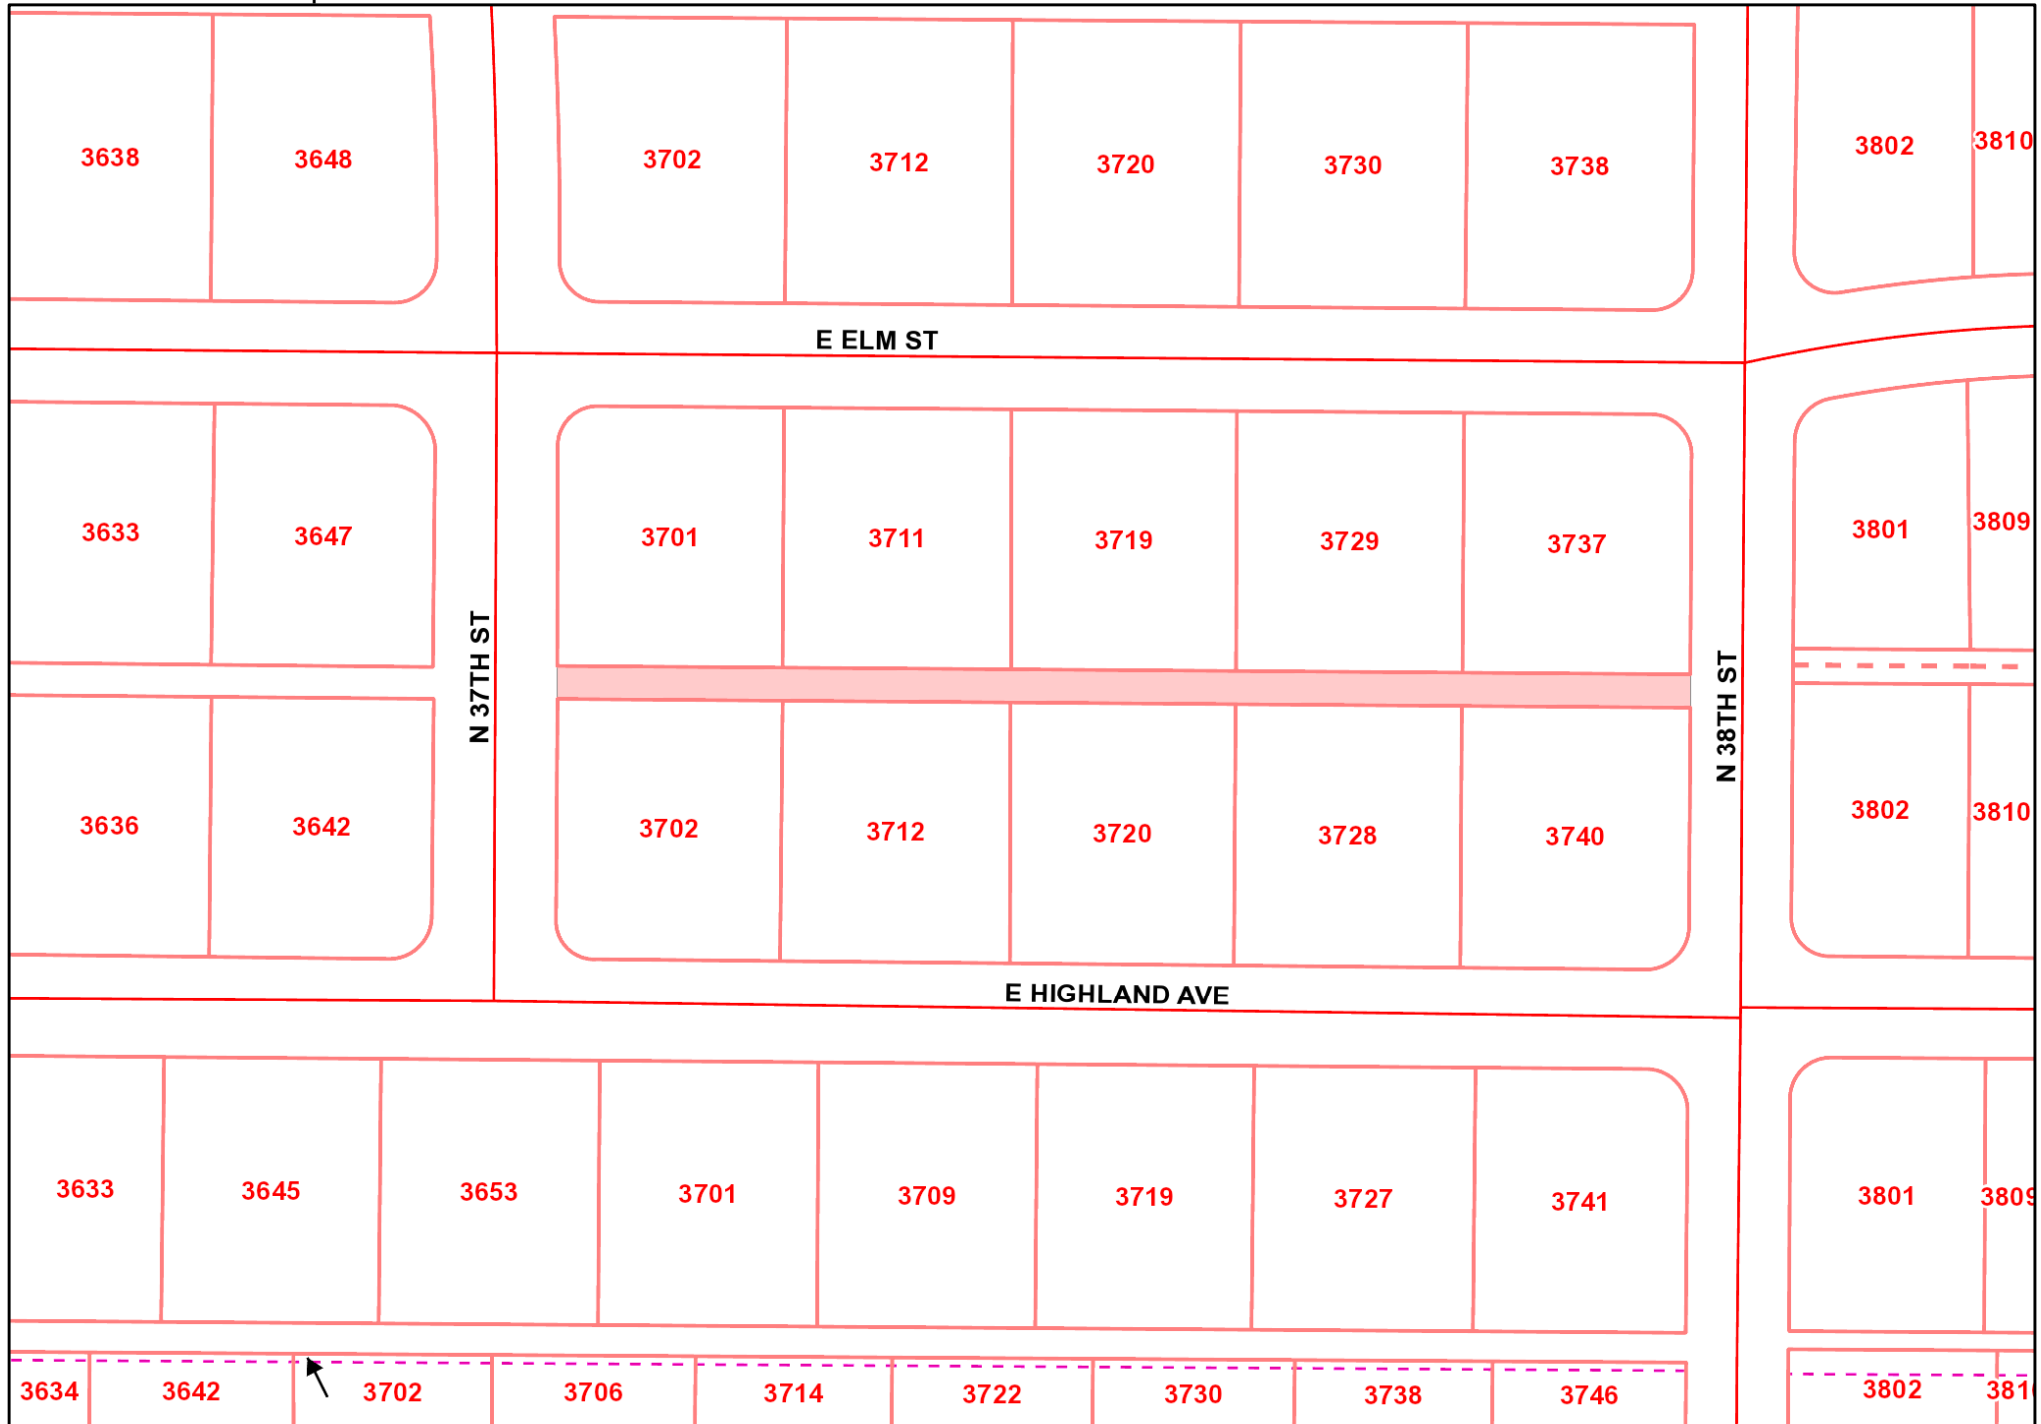 3638 3648 3702 3712 3720 3730 3738 3802 3810
E ELM ST
3633 3647 3701 3711 3719 3729 3737 3801 3809
N 37TH ST
N 38TH ST
3636 3642 3702 3712 3720 3728 3740 3802 3810
E HIGHLAND AVE
3633 3645 3653 3701 3709 3719 3727 3741 3801 3809
3634 3642 3702 3706 3714 3722 3730 3738 3746 3802